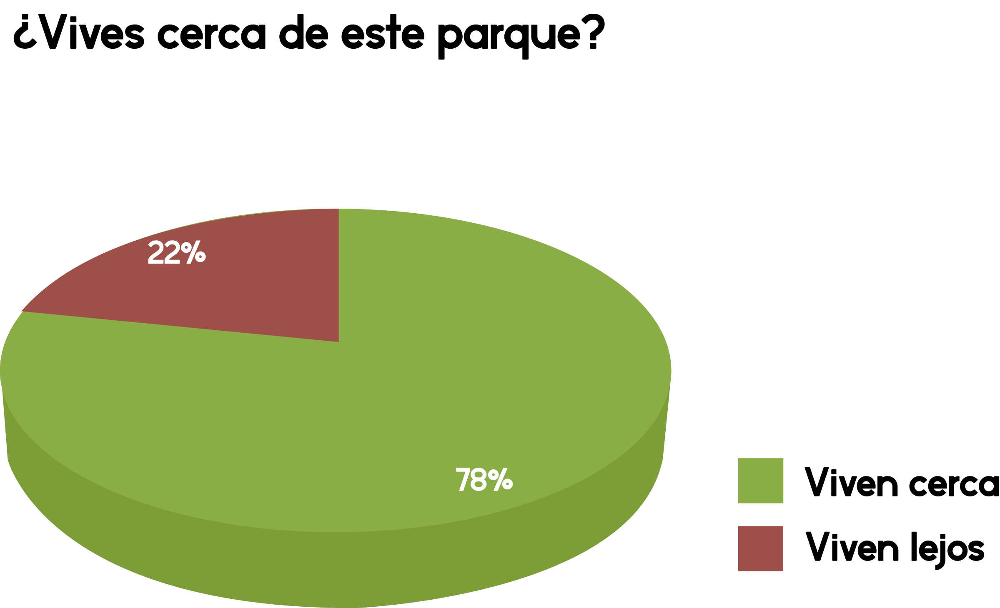 ¿Vives cerca de este parque?
22%
78%
Viven cerca
Viven lejos